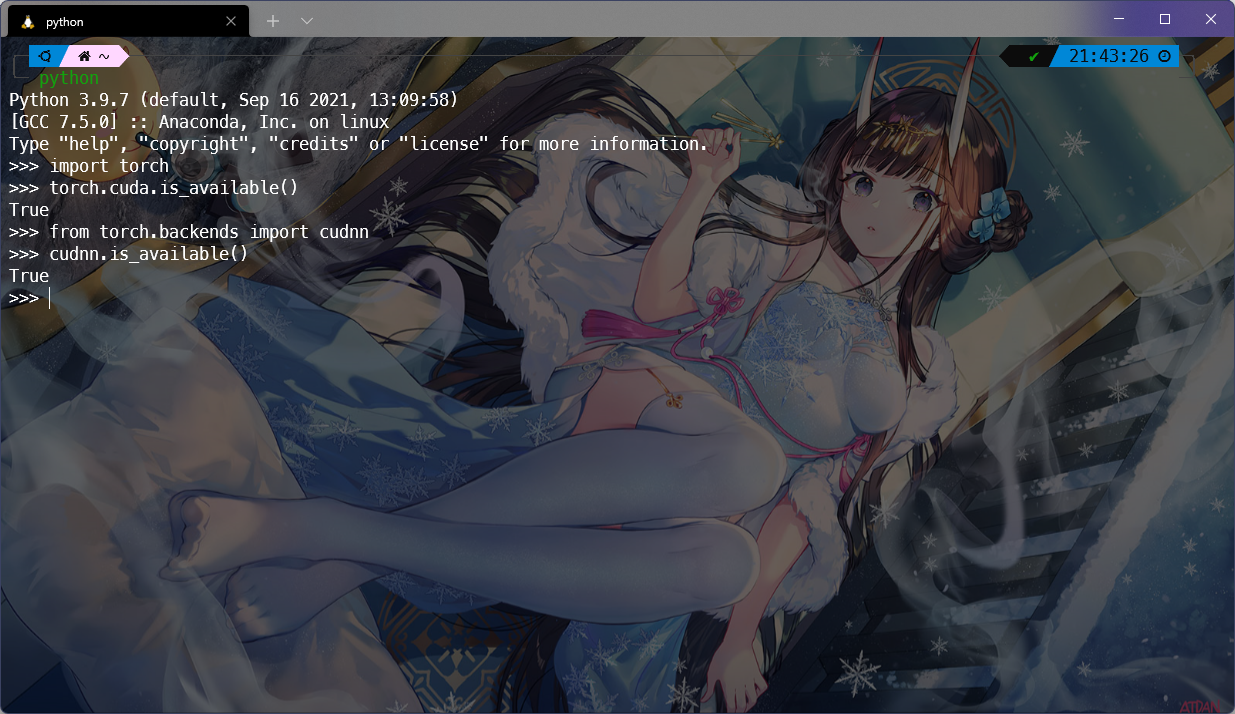 python
~
21:43:26
python
Python 3.9.7 (default, Sep 16 2021, 13:09:58)
[GCC 7.5.0] :: Anaconda, Inc. on linux
Type "help", "copyright", "credits" or "license" for more information.
>>> import torch
>>> torch.cuda.is_available()
True
>>> from torch.backends import cudnn
>>> cudnn.is_available()
True
>>>
ATDAN